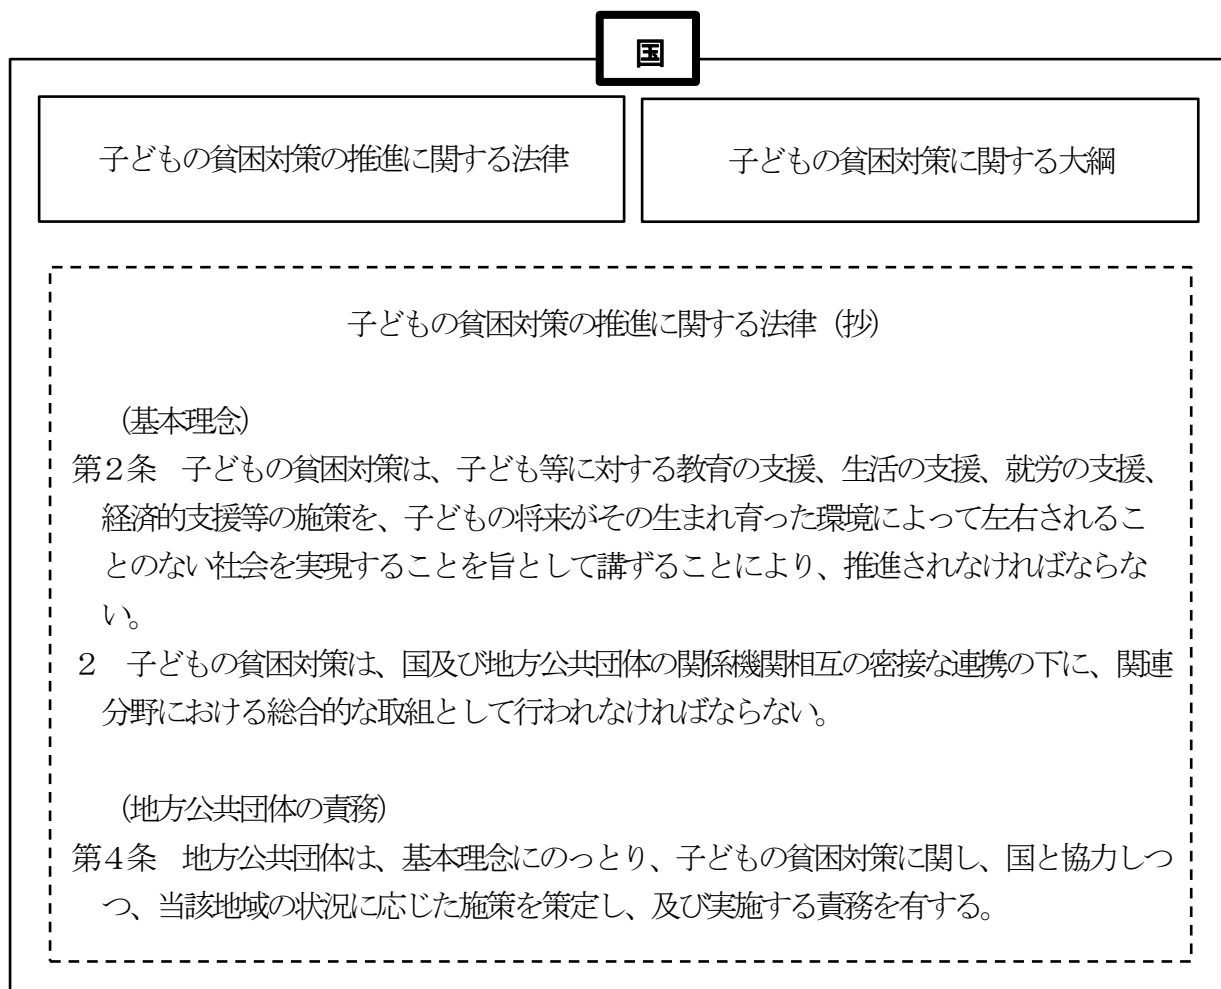 国
子どもの貧困対策の推進に関する法律
子どもの貧困対策に関する大綱
子どもの貧困対策の推進に関する法律（抄）
（基本理念）
第２条　子どもの貧困対策は、子ども等に対する教育の支援、生活の支援、就労の支援、
経済的支援等の施策を、子どもの将来がその生まれ育った環境によって左右されるこ
とのない社会を実現することを旨として講ずることにより、推進されなければならな
い。
２　子どもの貧困対策は、国及び地方公共団体の関係機関相互の密接な連携の下に、関連
分野における総合的な取組として行われなければならない。
（地方公共団体の責務）
第４条　地方公共団体は、基本理念にのっとり、子どもの貧困対策に関し、国と協力しつ
つ、当該地域の状況に応じた施策を策定し、及び実施する責務を有する。